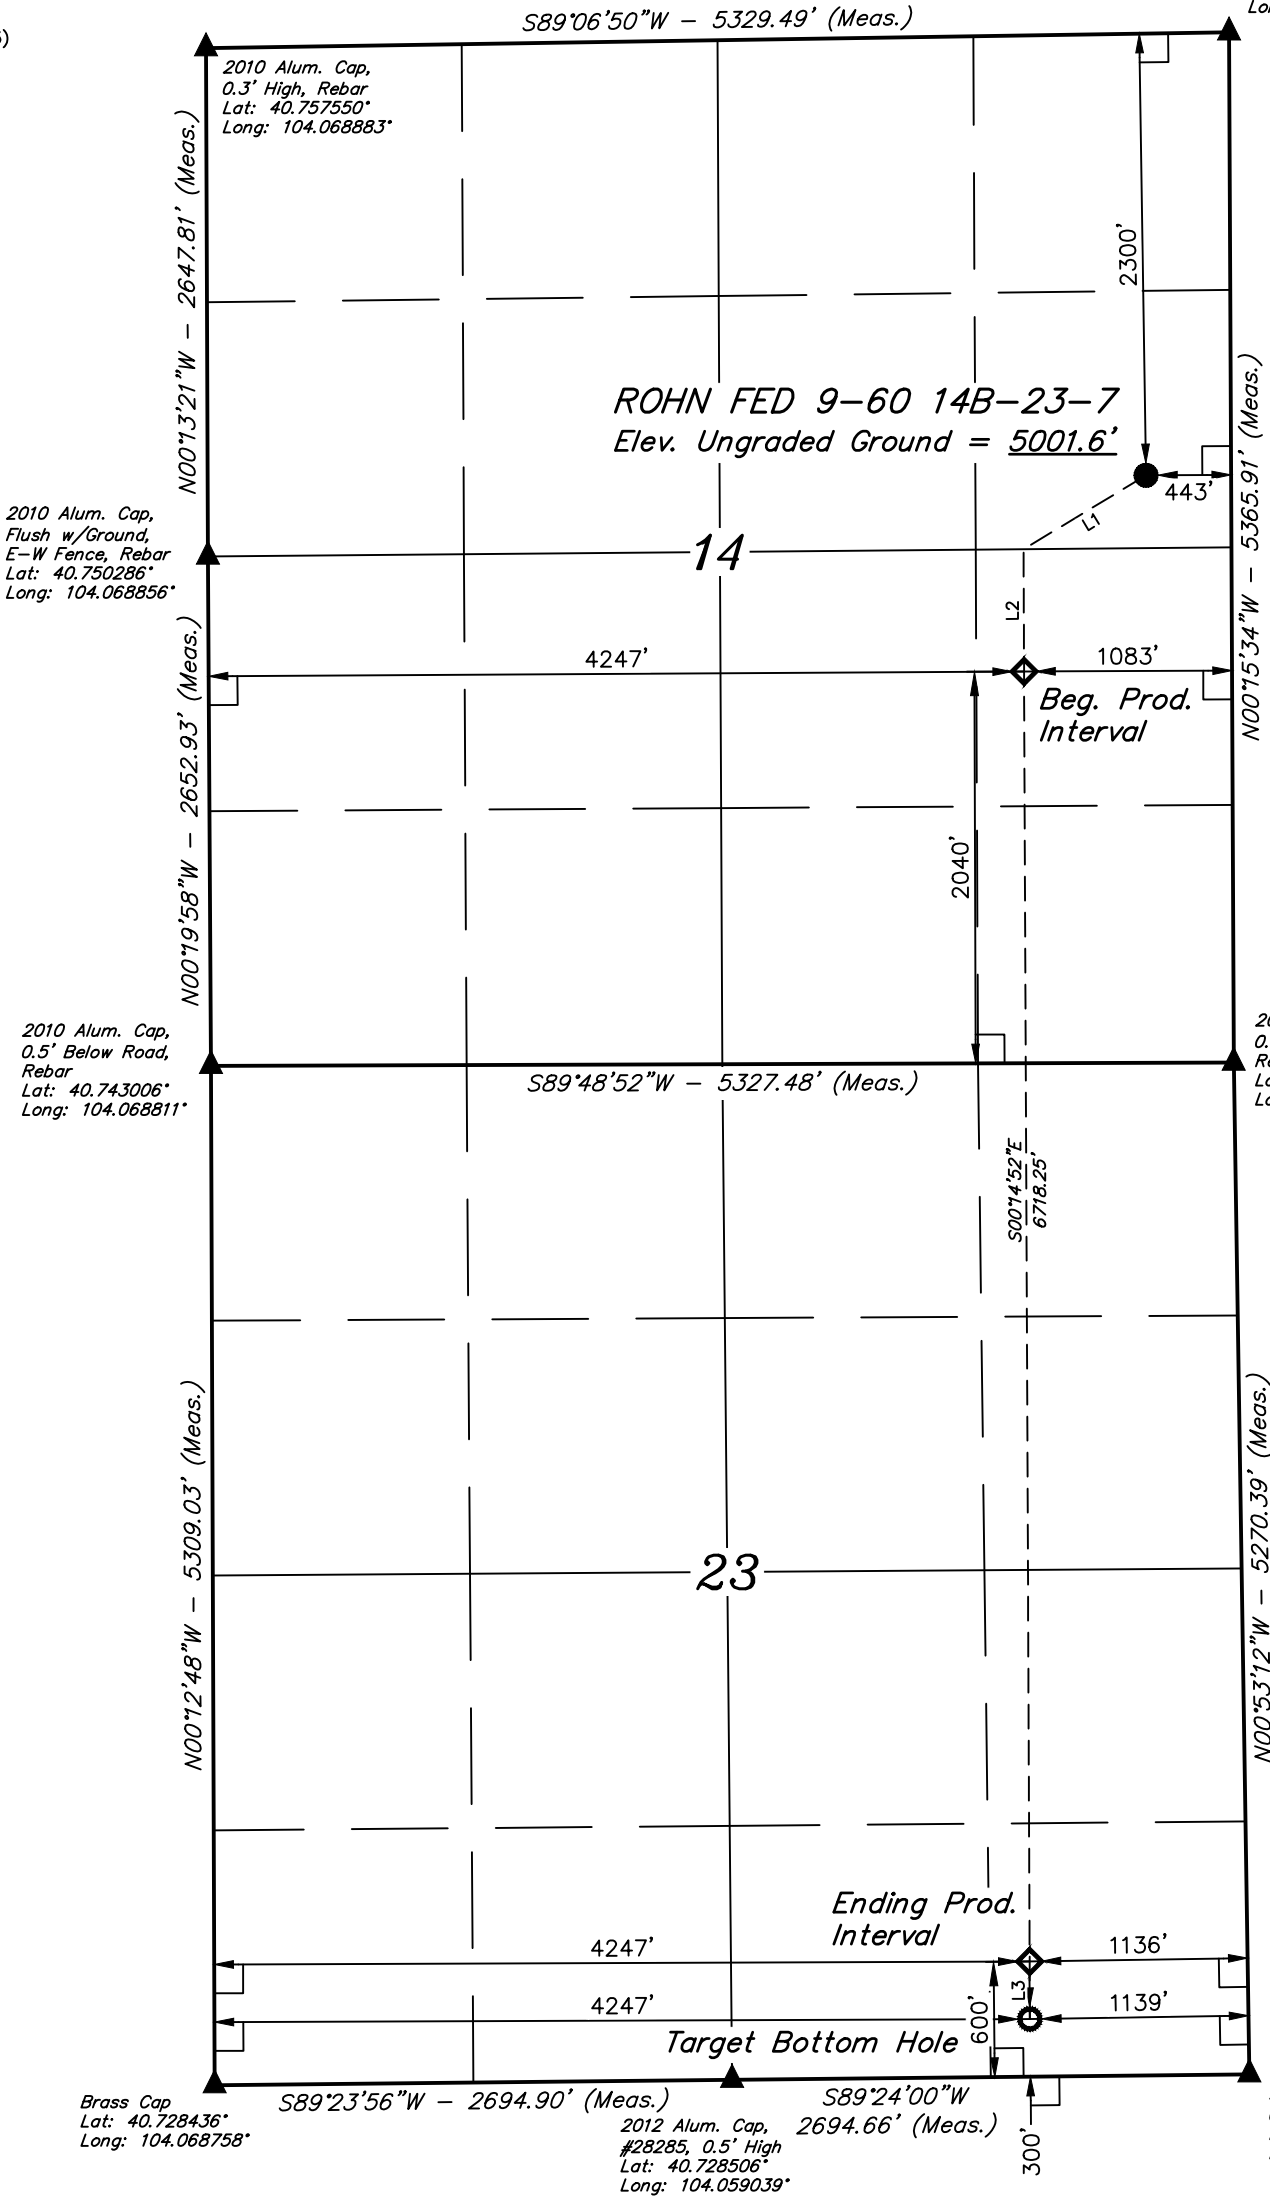 S89°06'50"W - 5329.49' (Meas.)
2010 Alum. Cap,
0.3' High, Rebar
Lat: 40.757550°
Long: 104.068883°
N00°13'21"W - 2647.81' (Meas.)
2300'
ROHN FED 9-60 14B-23-7
Elev. Ungraded Ground = 5001.6'
443'
L1
N00°15'34"W - 5365.91' (Meas.)
2010 Alum. Cap,
Flush w/Ground,
E-W Fence, Rebar
Lat: 40.750286°
Long: 104.068856°
14
L2
4247'
1083'
Beg. Prod.
Interval
N00°19'58"W - 2652.93' (Meas.)
2040'
2010 Alum. Cap,
0.5' Below Road,
Rebar
Lat: 40.743006°
Long: 104.068811°
S89°48'52"W - 5327.48' (Meas.)
S00°14'52"E
6718.25'
N00°12'48"W - 5309.03' (Meas.)
23
N00°53'12"W - 5270.39' (Meas.)
Ending Prod.
Interval
4247'
1136'
L3
4247'
1139'
600'
Target Bottom Hole
Brass Cap
Lat: 40.728436°
Long: 104.068758°
S89°23'56"W - 2694.90' (Meas.)
S89°24'00"W
2694.66' (Meas.)
2012 Alum. Cap,
#28285, 0.5' High
Lat: 40.728506°
Long: 104.059039°
300'